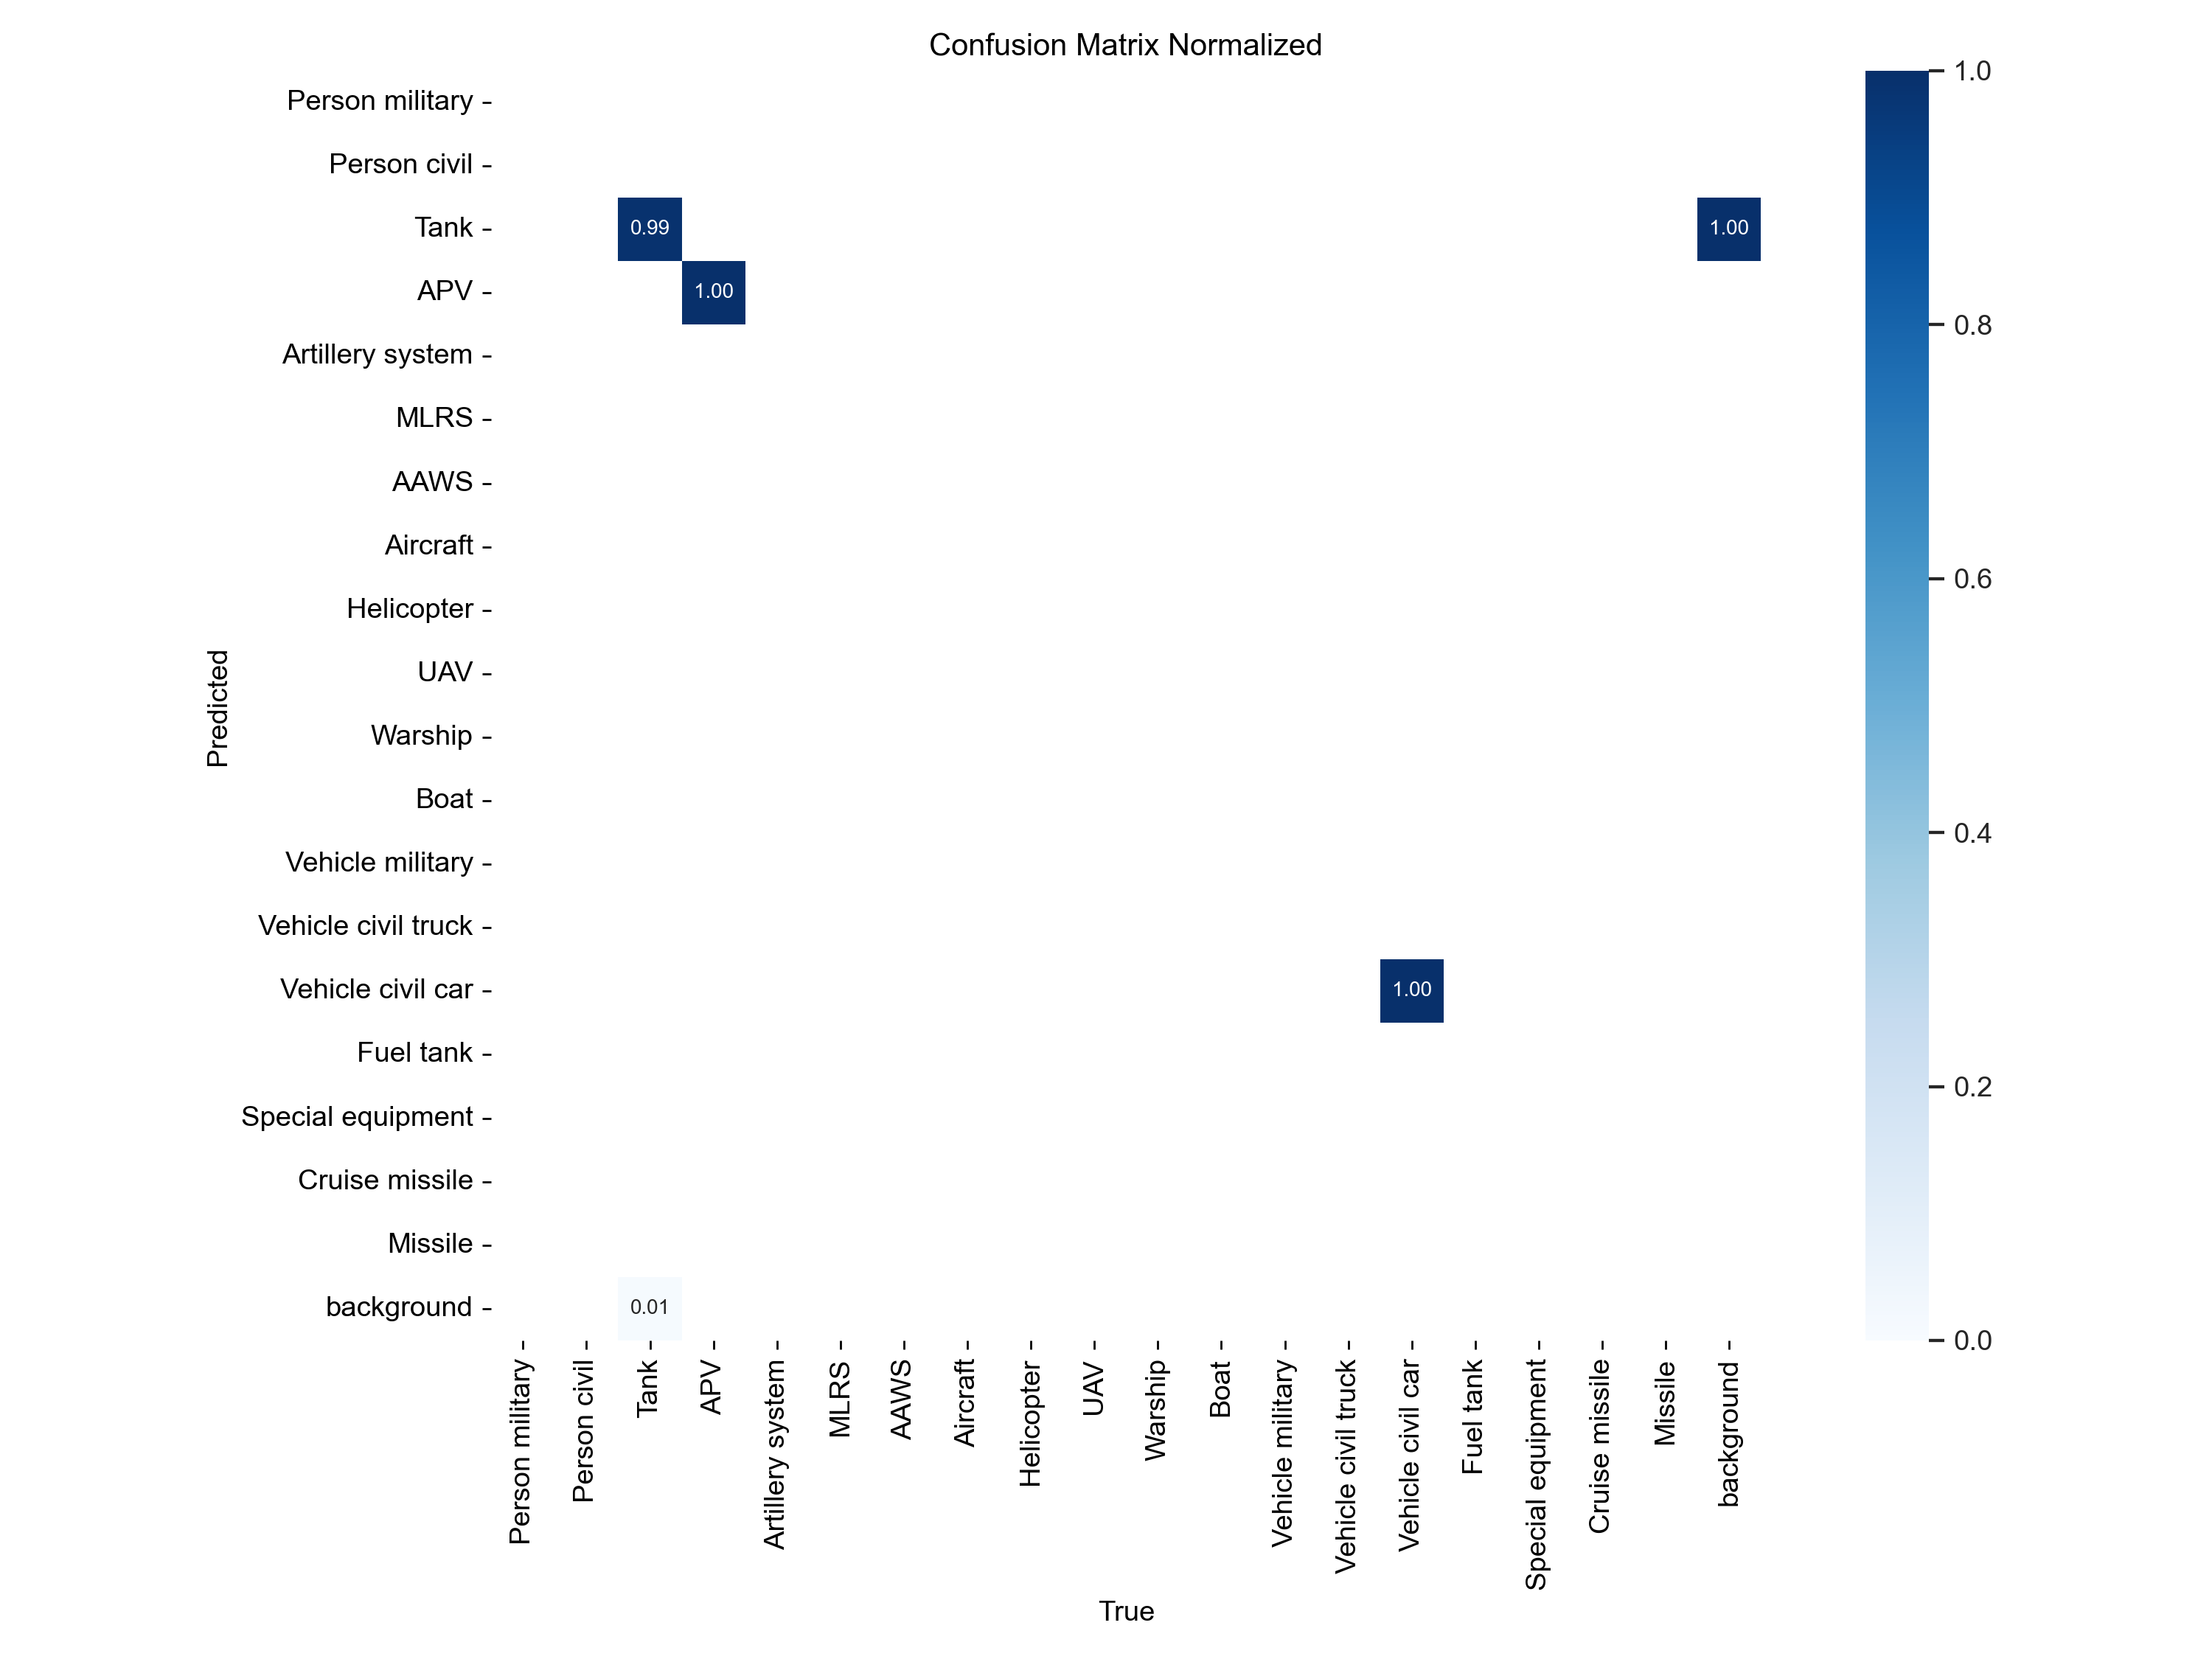 Confusion Matrix Normalized
Person military
Person civil
Tank
0.99
1.00
APV
1.00
Artillery system
MLRS
AAWS
Aircraft
Helicopter
UAV
Warship
Boat
Vehicle military
Vehicle civil truck
Vehicle civil car
1.00
Fuel tank
Special equipment
Cruise missile
Missile
background
0.01
Predicted
Person military
Person civil
Tank
APV
Artillery system
MLRS
AAWS
Aircraft
Helicopter
UAV
Warship
Boat
Vehicle military
Vehicle civil truck
Vehicle civil car
Fuel tank
Special equipment
Cruise missile
Missile
background
True
1.0
0.8
0.6
0.4
0.2
0.0